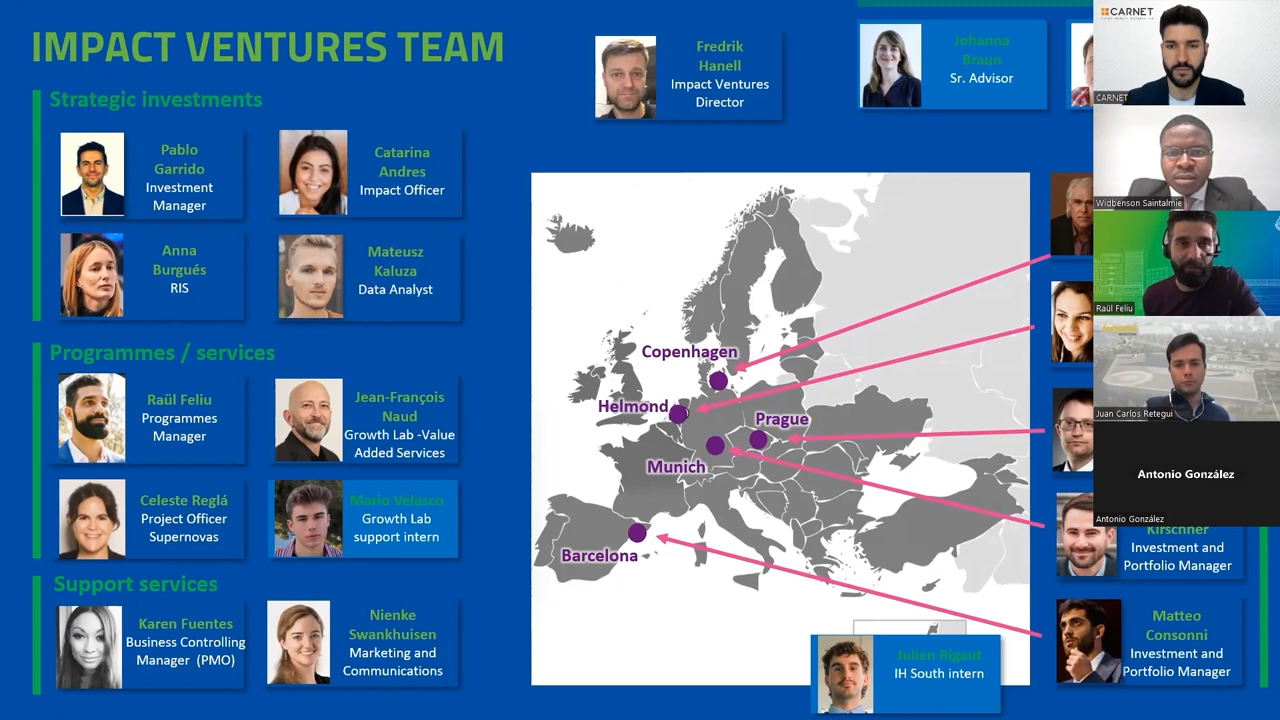 IMPACT VENTURES TEAM
Strategic investments
Pablo
Garrido
Investment
Manager
Catarina
Andres
Impact Officer
Anna
Burgués
RIS
Mateusz
Kaluza
Data Analyst
Programmes / services
Raül Feliu
Programmes
Manager
Jean-François
Naud
Growth Lab -Value
Added Services
Celeste Reglá
Project Officer
Supernovas
Mario Velasco
Growth Lab
support intern
Support services
Karen Fuentes
Business Controlling
Manager (PMO)
Nienke
Swankhuisen
Marketing and
Communications
Fredrik
Hanell
Impact Ventures
Director
Johanna
Braun
Sr. Advisor
Copenhagen
Helmond
Prague
Munich
Barcelona
Julien Rigaut
IH South intern
Kirschner
Investment and
Portfolio Manager
Matteo
Consonni
Investment and
Portfolio Manager
CARNET
CARNET
Widbenson Saintalmie
Raül Feliu
Juan Carlos Retegui
Antonio González
Antonio González